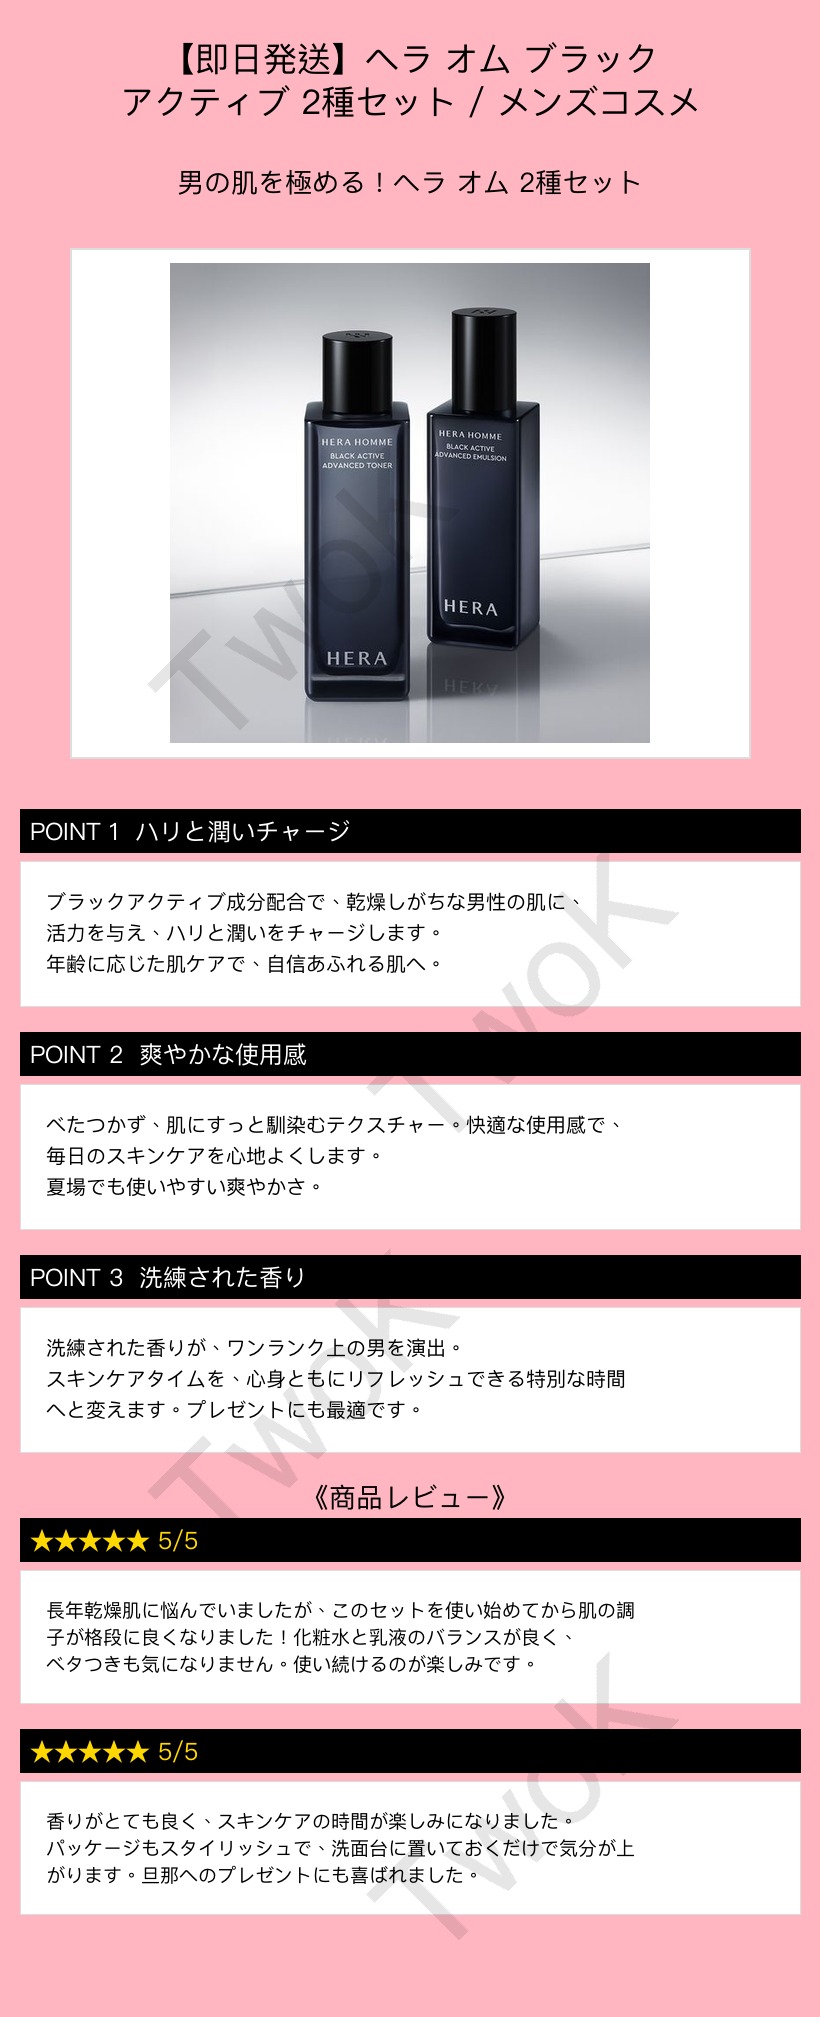 【即日発送】ヘラ オム ブラック
アクティブ 2種セット / メンズコスメ
男の肌を極める！ヘラ オム 2種セット
HERA HOMME
BLACK ACTIVE
ADVANCED TONER
HERA
HERA HOMME
BLACK ACTIVE
ADVANCED EMULSION
HERA
TwoK
POINT 1 ハリと潤いチャージ
ブラックアクティブ成分配合で、乾燥しがちな男性の肌に、
活力を与え、ハリと潤いをチャージします。
年齢に応じた肌ケアで、自信あふれる肌へ。
TwoK
POINT 2 爽やかな使用感
べたつかず、肌にすっと馴染むテクスチャー。快適な使用感で、
毎日のスキンケアを心地よくします。
夏場でも使いやすい爽やかさ。
POINT 3 洗練された香り
洗練された香りが、ワンランク上の男を演出。
スキンケアタイムを、心身ともにリフレッシュできる特別な時間
へと変えます。プレゼントにも最適です。
TwoK
《商品レビュー》
★★★★★ 5/5
長年乾燥肌に悩んでいましたが、このセットを使い始めてから肌の調
子が格段に良くなりました！化粧水と乳液のバランスが良く、
ベタつきも気になりません。使い続けるのが楽しみです。
★★★★★ 5/5
香りがとても良く、スキンケアの時間が楽しみになりました。
パッケージもスタイリッシュで、洗面台に置いておくだけで気分が上
がります。旦那へのプレゼントにも喜ばれました。
TwoK